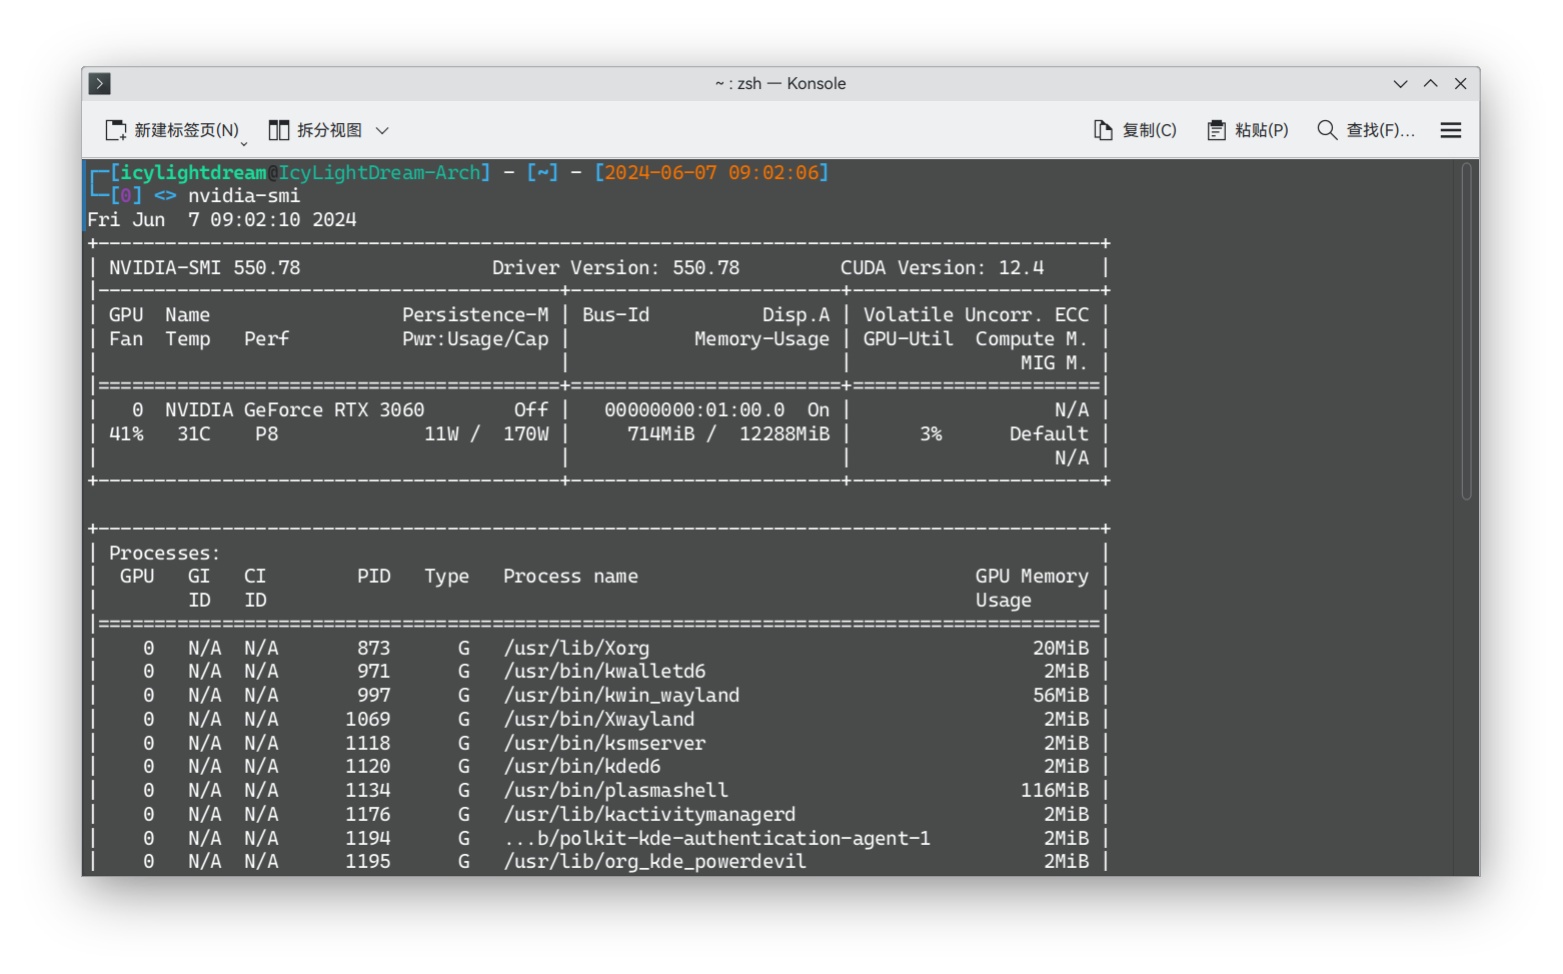 ~ : zsh — Konsole
新建标签页(N) 拆分视图 复制(C) 粘贴(P) 查找(F)...
┌─[icylightdream@IcyLightDream-Arch] - [~] - [2024-06-07 09:02:06]
└─[0] <> nvidia-smi
Fri Jun  7 09:02:10 2024
+-----------------------------------------------------------------------------------------+
| NVIDIA-SMI 550.78                 Driver Version: 550.78         CUDA Version: 12.4     |
|-----------------------------------------+------------------------+----------------------+
| GPU  Name                 Persistence-M | Bus-Id          Disp.A | Volatile Uncorr. ECC |
| Fan  Temp   Perf          Pwr:Usage/Cap |           Memory-Usage | GPU-Util  Compute M. |
|                                         |                        |               MIG M. |
|=========================================+========================+======================|
|   0  NVIDIA GeForce RTX 3060        Off |   00000000:01:00.0  On |                  N/A |
| 41%   31C    P8             11W /  170W |     714MiB /  12288MiB |      3%      Default |
|                                         |                        |                  N/A |
+-----------------------------------------+------------------------+----------------------+
+-----------------------------------------------------------------------------------------+
| Processes:                                                                              |
|  GPU   GI   CI        PID   Type   Process name                              GPU Memory |
|        ID   ID                                                               Usage      |
|=========================================================================================|
|    0   N/A  N/A       873      G   /usr/lib/Xorg                                  20MiB |
|    0   N/A  N/A       971      G   /usr/bin/kwalletd6                              2MiB |
|    0   N/A  N/A       997      G   /usr/bin/kwin_wayland                          56MiB |
|    0   N/A  N/A      1069      G   /usr/bin/Xwayland                               2MiB |
|    0   N/A  N/A      1118      G   /usr/bin/ksmserver                              2MiB |
|    0   N/A  N/A      1120      G   /usr/bin/kded6                                  2MiB |
|    0   N/A  N/A      1134      G   /usr/bin/plasmashell                          116MiB |
|    0   N/A  N/A      1176      G   /usr/lib/kactivitymanagerd                      2MiB |
|    0   N/A  N/A      1194      G   ...b/polkit-kde-authentication-agent-1          2MiB |
|    0   N/A  N/A      1195      G   /usr/lib/org_kde_powerdevil                     2MiB |